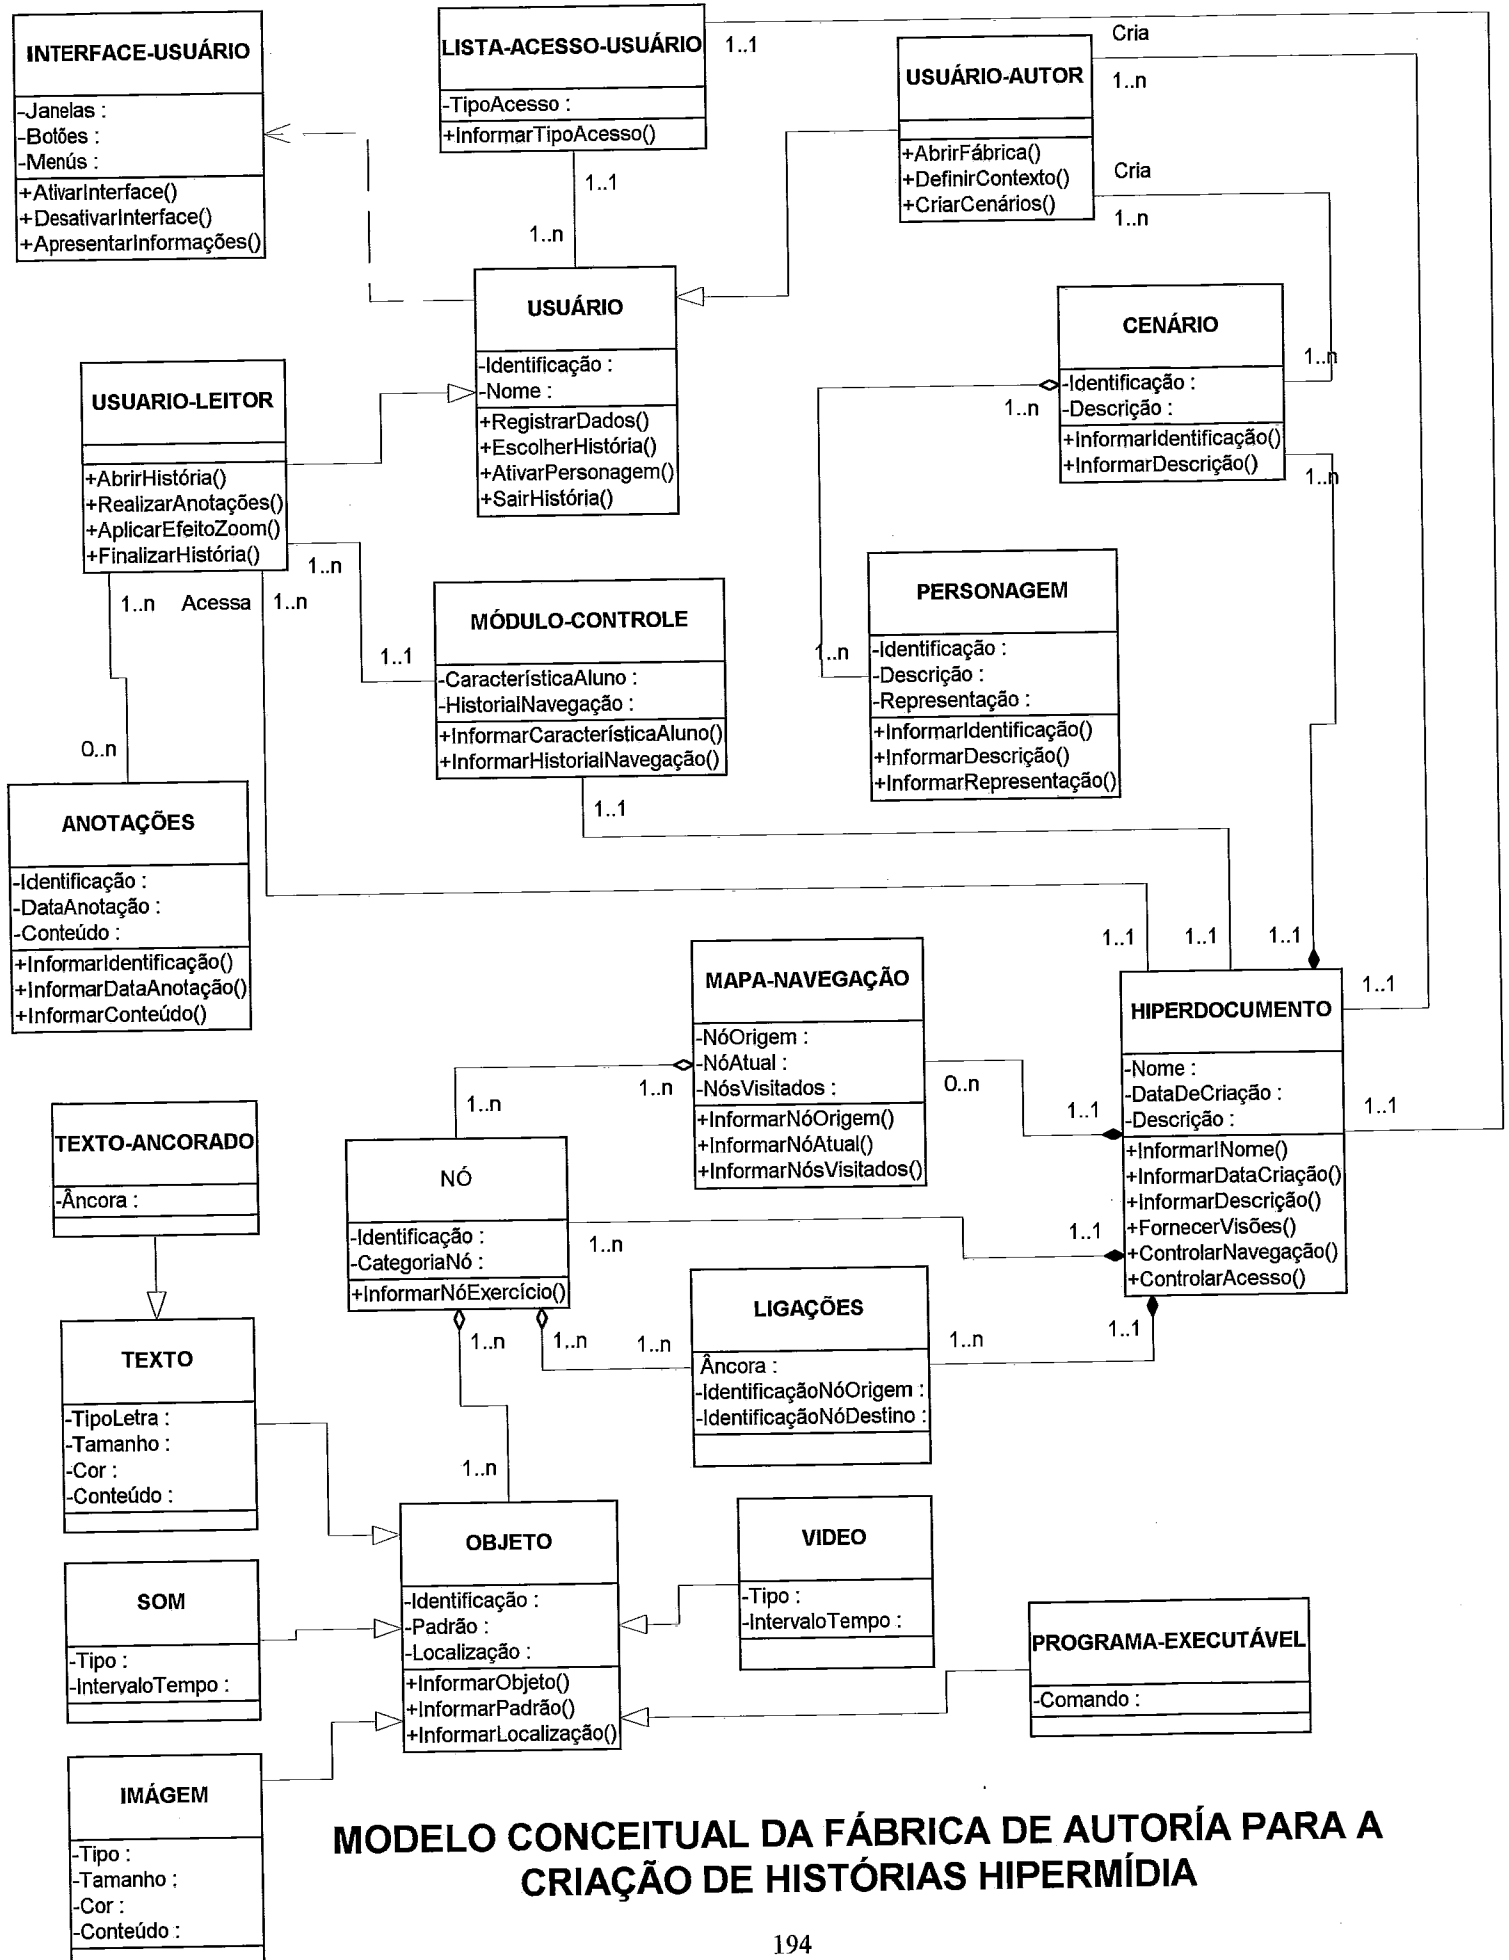 INTERFACE-USUÁRIO
-Janelas :
-Botões :
-Menús :
+AtivarInterface()
+DesativarInterface()
+ApresentarInformações()
LISTA-ACESSO-USUÁRIO
-TipoAcesso :
+InformarTipoAcesso()
1..1
Cria
1..n
USUÁRIO-AUTOR
+AbrirFábrica()
+DefinirContexto()
+CriarCenários()
Cria
1..n
1..1
1..n
USUÁRIO
-Identificação :
-Nome :
+RegistrarDados()
+EscolherHistória()
+AtivarPersonagem()
+SairHistória()
CENÁRIO
-Identificação :
-Descrição :
+InformarIdentificação()
+InformarDescrição()
1..n
1..n
1..n
USUARIO-LEITOR
+AbrirHistória()
+RealizarAnotações()
+AplicarEfeitoZoom()
+FinalizarHistória()
1..n
1..n
Acessa
1..n
1..1
MÓDULO-CONTROLE
-CaracterísticaAluno :
-HistorialNavegação :
+InformarCaracterísticaAluno()
+InformarHistorialNavegação()
1..1
PERSONAGEM
-Identificação :
-Descrição :
-Representação :
+InformarIdentificação()
+InformarDescrição()
+InformarRepresentação()
1..n
0..n
ANOTAÇÕES
-Identificação :
-DataAnotação :
-Conteúdo :
+InformarIdentificação()
+InformarDataAnotação()
+InformarConteúdo()
1..1
1..1
1..1
MAPA-NAVEGAÇÃO
-NóOrigem :
-NóAtual :
-NósVisitados :
+InformarNóOrigem()
+InformarNóAtual()
+InformarNósVisitados()
1..n
1..n
0..n
1..1
HIPERDOCUMENTO
-Nome :
-DataDeCriação :
-Descrição :
+InformarINome()
+InformarDataCriação()
+InformarDescrição()
+FornecerVisões()
+ControlarNavegação()
+ControlarAcesso()
1..1
1..1
TEXTO-ANCORADO
-Âncora :
NÓ
-Identificação :
-CategoriaNó :
+InformarNóExercício()
1..n
1..1
1..n
1..n
1..n
LIGAÇÕES
Âncora :
-IdentificaçãoNóOrigem :
-IdentificaçãoNóDestino :
1..n
1..1
TEXTO
-TipoLetra :
-Tamanho :
-Cor :
-Conteúdo :
1..n
OBJETO
-Identificação :
-Padrão :
-Localização :
+InformarObjeto()
+InformarPadrão()
+InformarLocalização()
VIDEO
-Tipo :
-IntervaloTempo :
SOM
-Tipo :
-IntervaloTempo :
PROGRAMA-EXECUTÁVEL
-Comando :
IMÁGEM
-Tipo :
-Tamanho :
-Cor :
-Conteúdo :
MODELO CONCEITUAL DA FÁBRICA DE AUTORÍA PARA A
CRIAÇÃO DE HISTÓRIAS HIPERMÍDIA
194